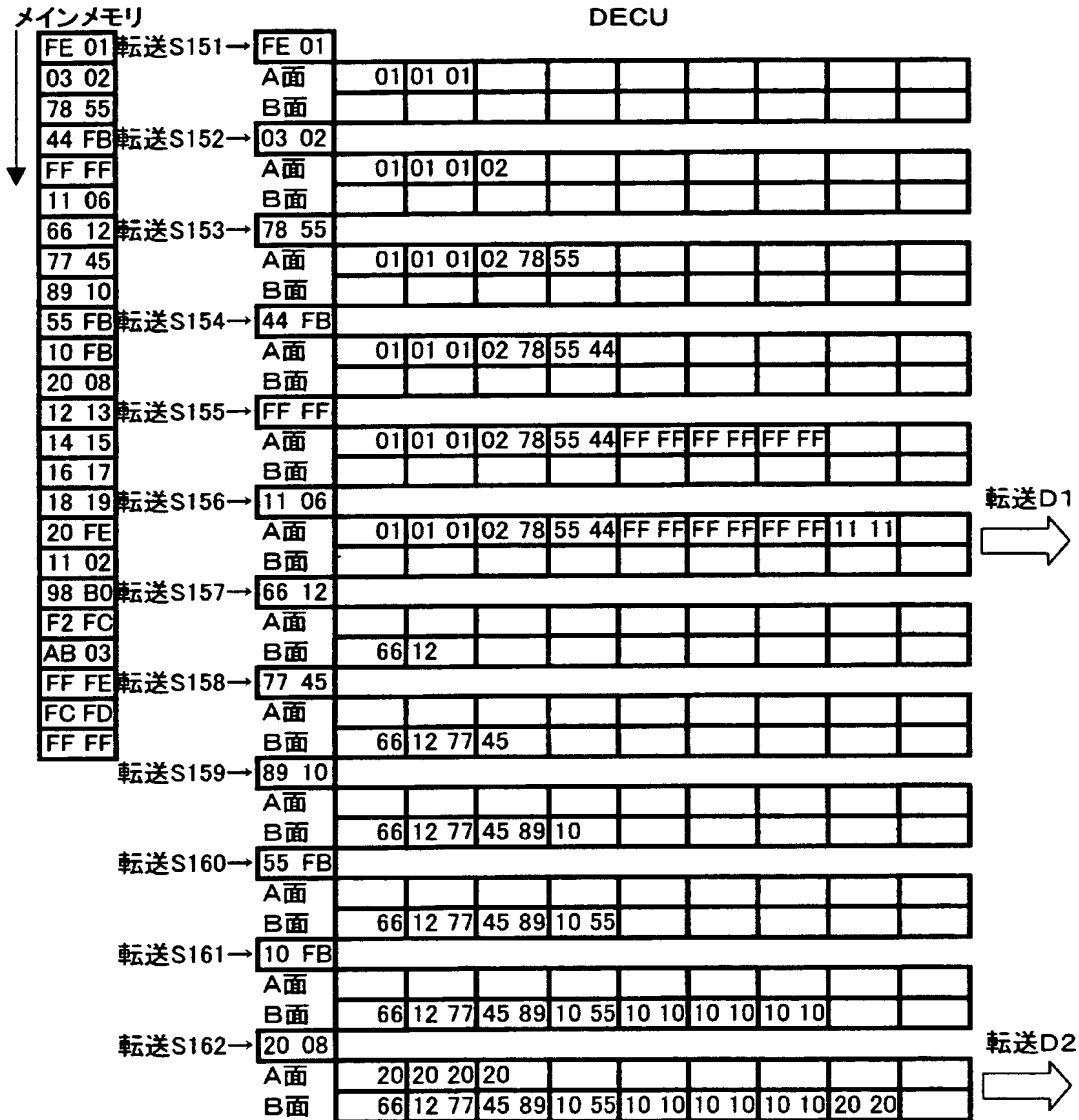 メインメモリ DECU
FE 01 転送S151→ FE 01
03 02 A面 01 01 01
78 55 B面
44 FB 転送S152→ 03 02
FF FF A面 01 01 01 02
11 06 B面
66 12 転送S153→ 78 55
77 45 A面 01 01 01 02 78 55
89 10 B面
55 FB 転送S154→ 44 FB
10 FB A面 01 01 01 02 78 55 44
20 08 B面
12 13 転送S155→ FF FF
14 15 A面 01 01 01 02 78 55 44 FF FF FF FF FF FF
16 17 B面
18 19 転送S156→ 11 06 転送D1
20 FE A面 01 01 01 02 78 55 44 FF FF FF FF FF FF 11 11
11 02 B面
98 B0 転送S157→ 66 12
F2 FC A面
AB 03 B面 66 12
FF FE 転送S158→ 77 45
FC FD A面
FF FF B面 66 12 77 45
転送S159→ 89 10
A面
B面 66 12 77 45 89 10
転送S160→ 55 FB
A面
B面 66 12 77 45 89 10 55
転送S161→ 10 FB
A面
B面 66 12 77 45 89 10 55 10 10 10 10 10 10
転送S162→ 20 08 転送D2
A面 20 20 20 20
B面 66 12 77 45 89 10 55 10 10 10 10 10 10 20 20